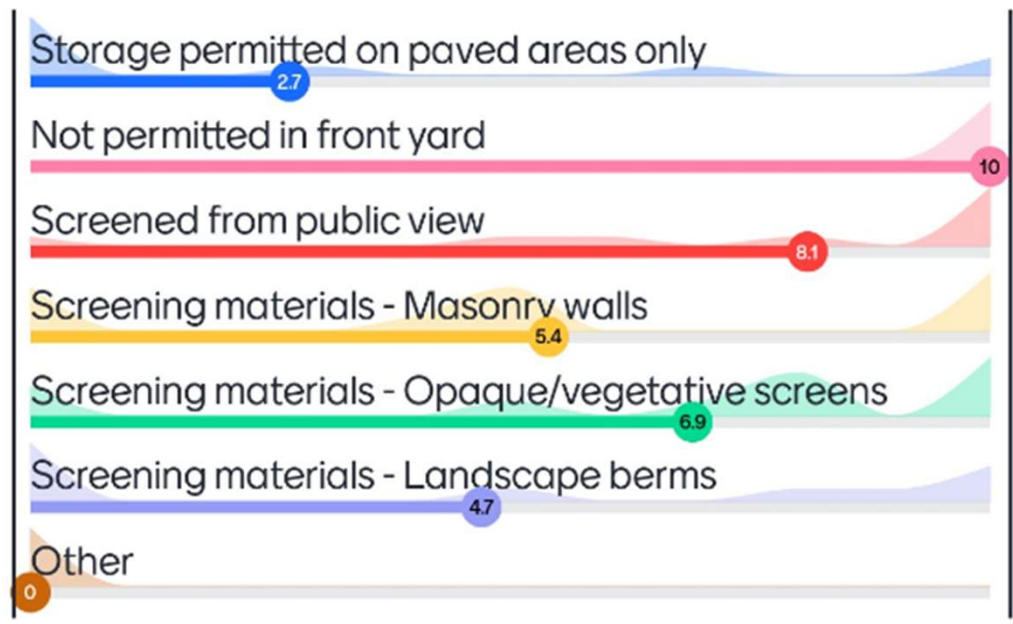 Storage permitted on paved areas only
2.7
Not permitted in front yard
10
Screened from public view
8.1
Screening materials - Masonry walls
5.4
Screening materials - Opaque/vegetative screens
6.9
Screening materials - Landscape berms
4.7
Other
0